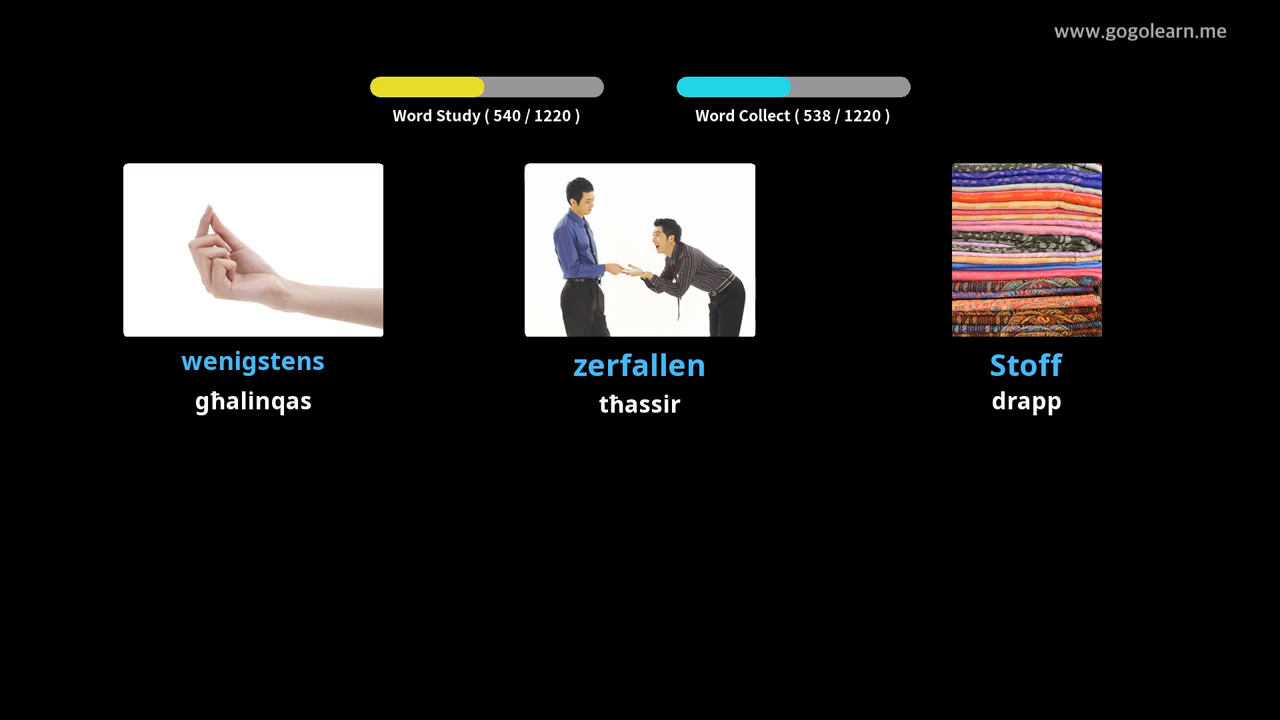 www.gogolearn.me
Word Study ( 540 / 1220 )
Word Collect ( 538 / 1220 )
wenigstens
għalinqas
zerfallen
tħassir
Stoff
drapp